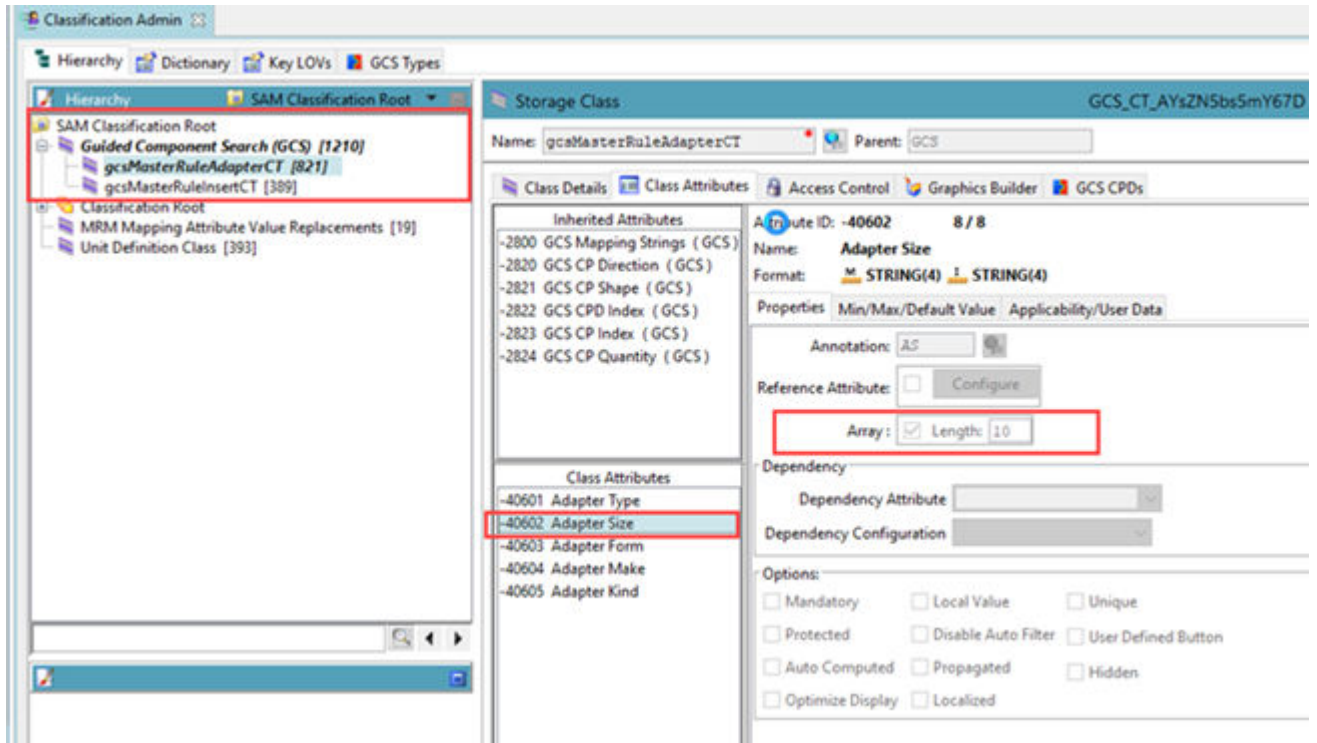 Classification Admin
Hierarchy Dictionary Key LOVs GCS Types
Hierarchy SAM Classification Root
SAM Classification Root
Guided Component Search (GCS) [1210]
gcsMasterRuleAdapterCT [821]
gcsMasterRuleInsertCT [389]
Classification Root
MRM Mapping Attribute Value Replacements [19]
Unit Definition Class [393]
Storage Class GCS_CT_AYsZN5bs5mY67D
Name: gcsMasterRuleAdapterCT Parent: GCS
Class Details Class Attributes Access Control Graphics Builder GCS CPDs
Inherited Attributes
-2800 GCS Mapping Strings (GCS)
-2820 GCS CP Direction (GCS)
-2821 GCS CP Shape (GCS)
-2822 GCS CPD Index (GCS)
-2823 GCS CP Index (GCS)
-2824 GCS CP Quantity (GCS)
Class Attributes
-40601 Adapter Type
-40602 Adapter Size
-40603 Adapter Form
-40604 Adapter Make
-40605 Adapter Kind
Attribute ID: -40602 8 / 8
Name: Adapter Size
Format: M STRING(4) I STRING(4)
Properties Min/Max/Default Value Applicability/User Data
Annotation: AS
Reference Attribute: Configure
Array : Length: 10
Dependency
Dependency Attribute
Dependency Configuration
Options:
Mandatory Local Value Unique
Protected Disable Auto Filter User Defined Button
Auto Computed Propagated Hidden
Optimize Display Localized